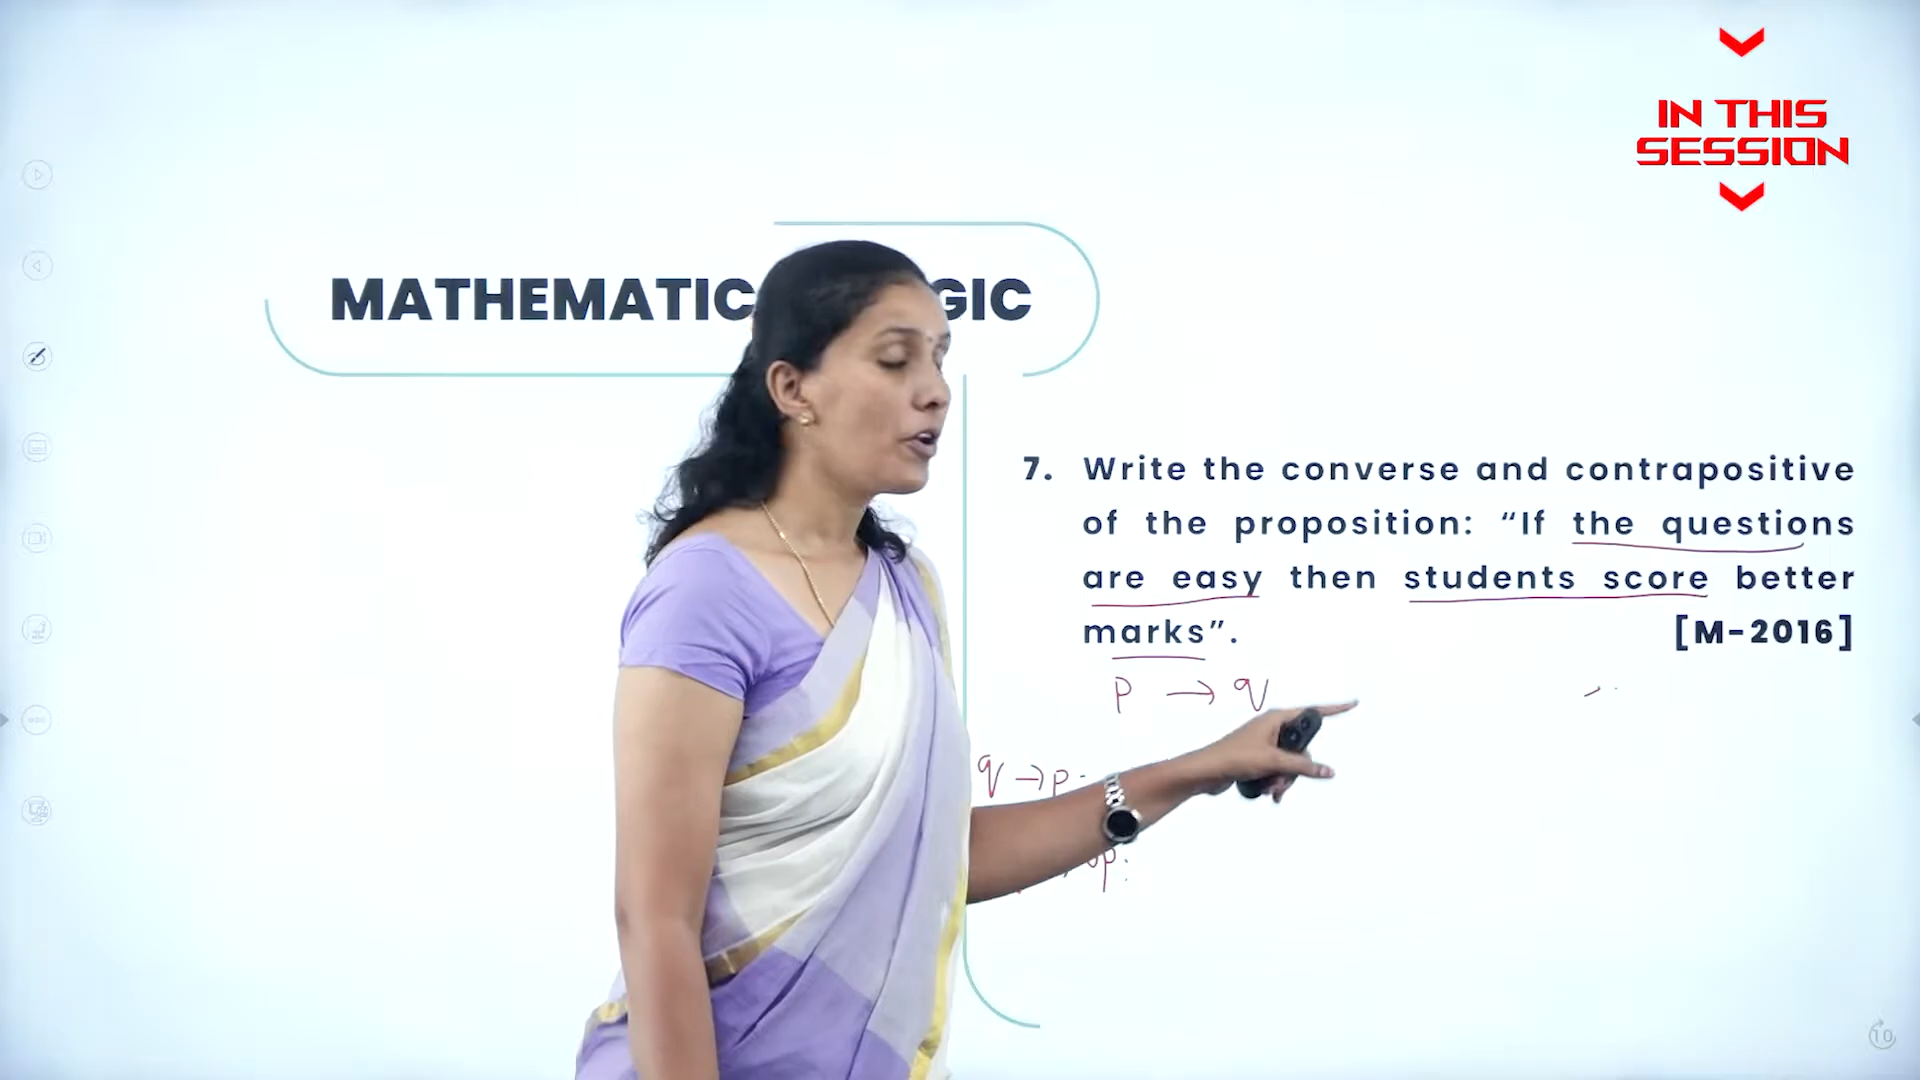 IN THIS
SESSION
MATHEMATIC GIC
7. Write the converse and contrapositive
of the proposition: “If the questions
are easy then students score better
marks”. [M-2016]
p → q
q → p:
p:
10